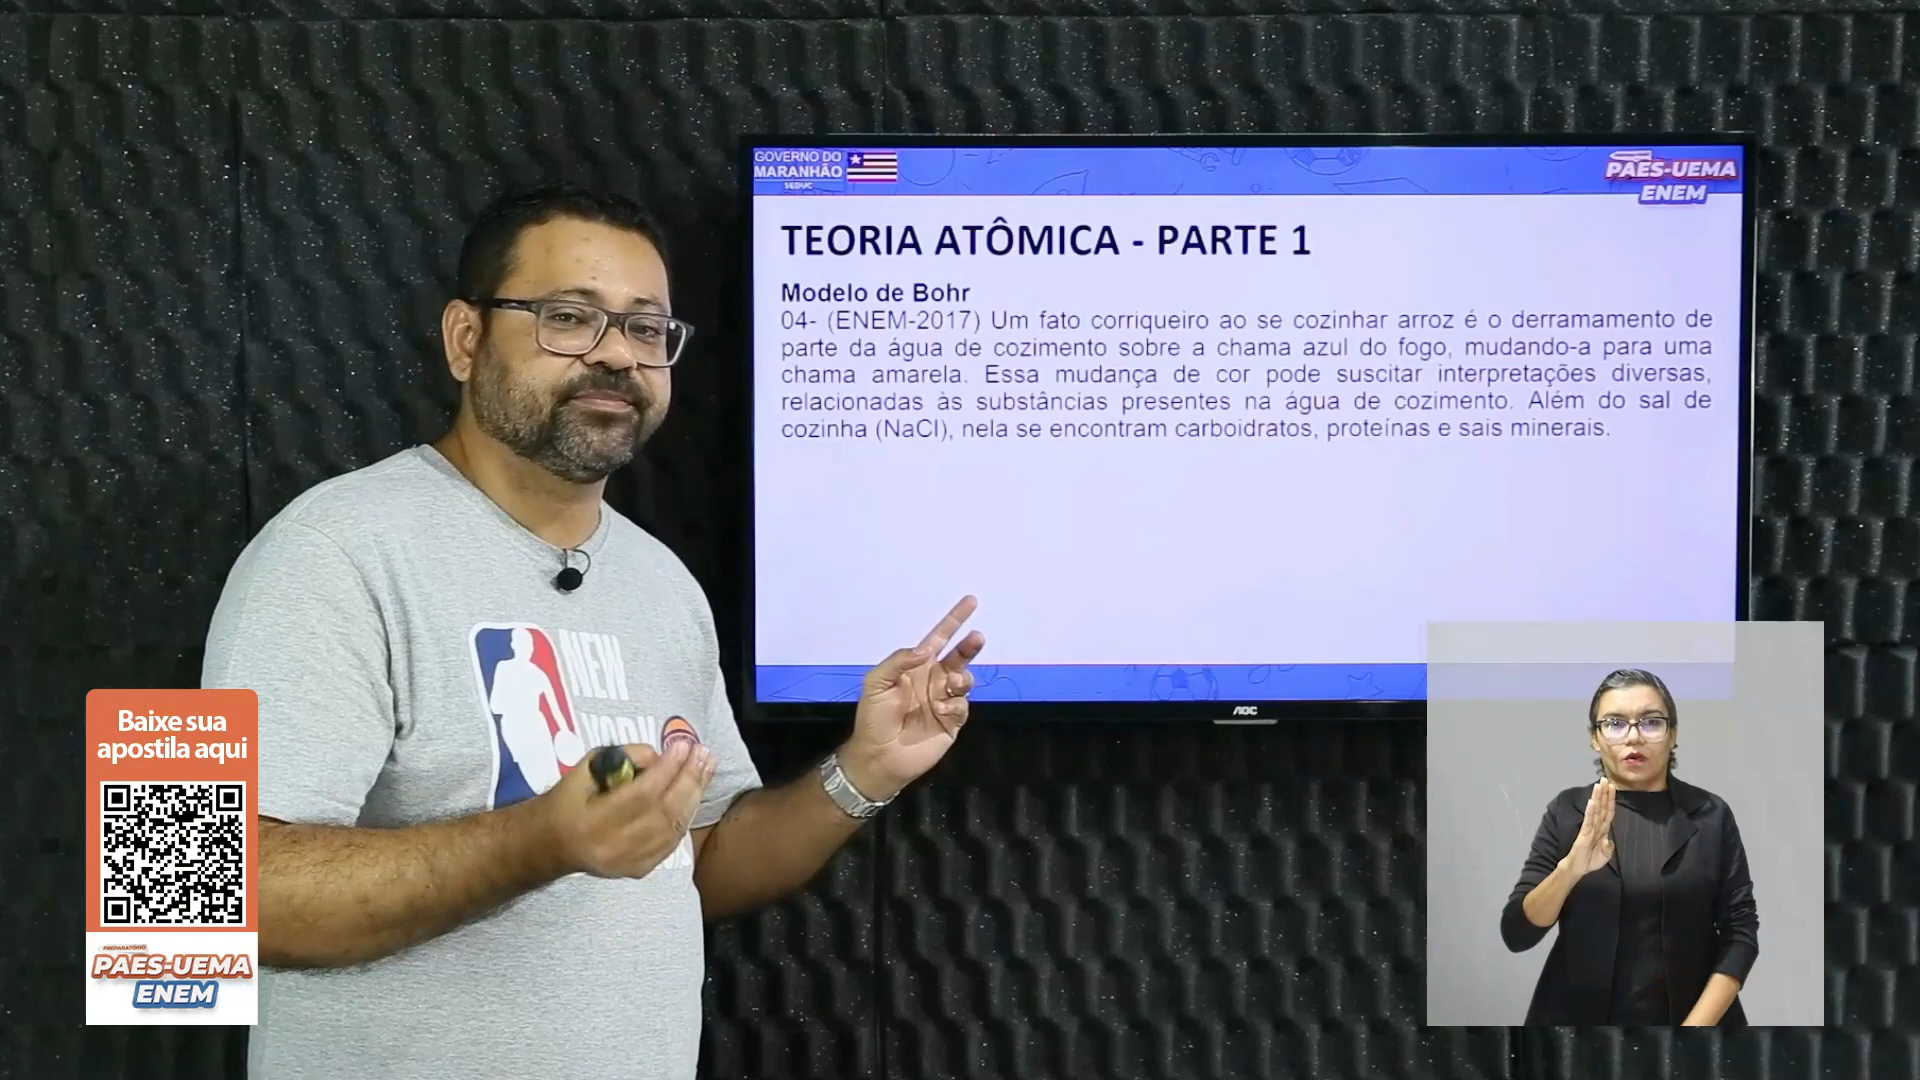 GOVERNO DO
MARANHÃO
SEDUC
PAES-UEMA
ENEM
TEORIA ATÔMICA - PARTE 1
Modelo de Bohr
04- (ENEM-2017) Um fato corriqueiro ao se cozinhar arroz é o derramamento de
parte da água de cozimento sobre a chama azul do fogo, mudando-a para uma
chama amarela. Essa mudança de cor pode suscitar interpretações diversas,
relacionadas às substâncias presentes na água de cozimento. Além do sal de
cozinha (NaCl), nela se encontram carboidratos, proteínas e sais minerais.
AOC
NEW
Baixe sua
apostila aqui
PREPARATÓRIO
PAES-UEMA
ENEM